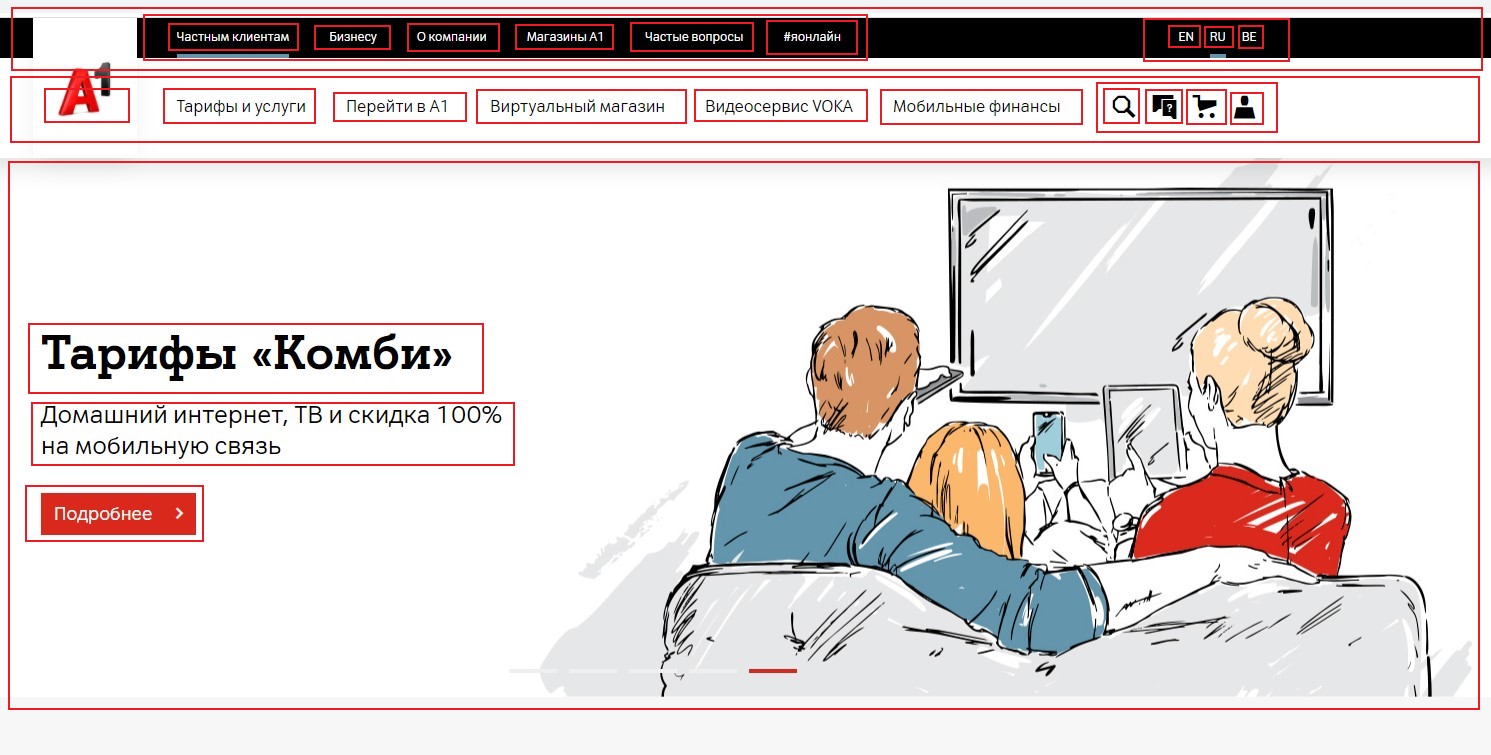 Частным клиентам Бизнесу О компании Магазины А1 Частые вопросы #яонлайн EN RU BE
A1
Тарифы и услуги Перейти в А1 Виртуальный магазин Видеосервис VOKA Мобильные финансы
Тарифы «Комби»
Домашний интернет, ТВ и скидка 100%
на мобильную связь
Подробнее